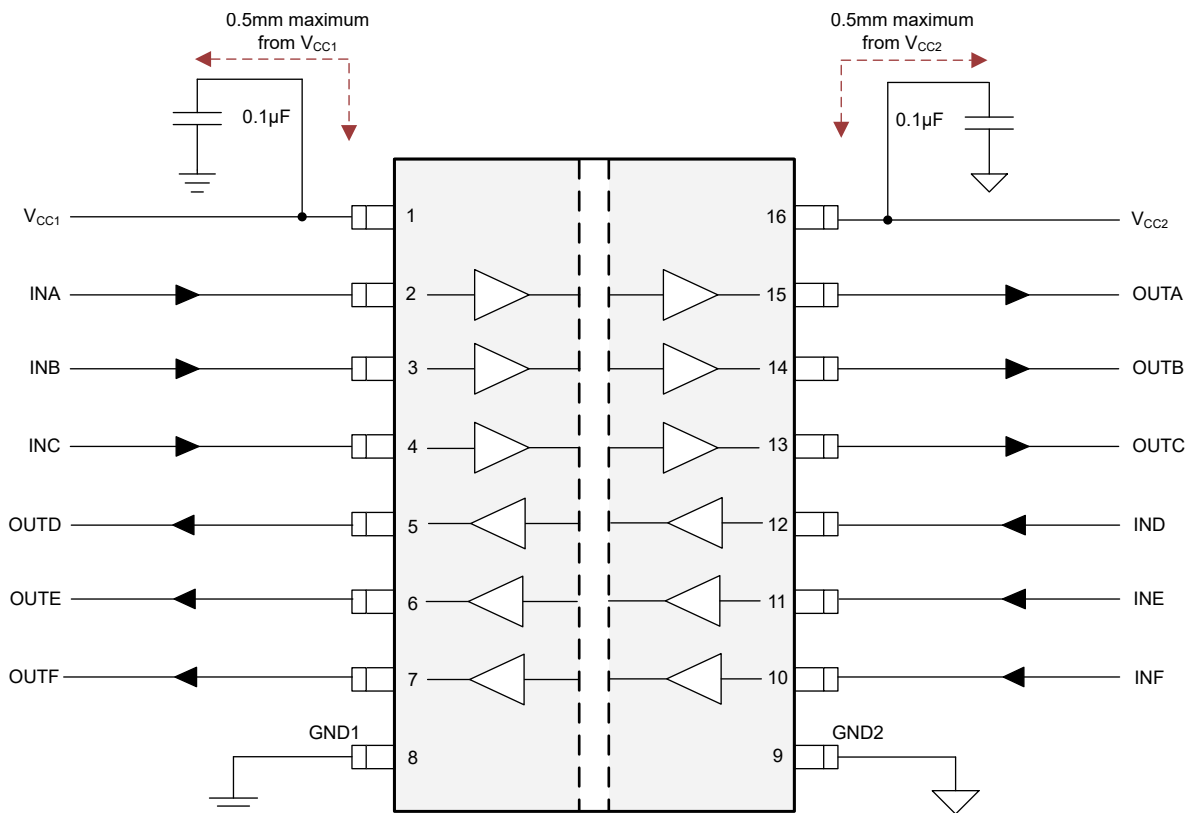 0.5mm maximum
from VCC1
0.5mm maximum
from VCC2
0.1µF
0.1µF
VCC1
1
16
VCC2
INA
2
15
OUTA
INB
3
14
OUTB
INC
4
13
OUTC
OUTD
5
12
IND
OUTE
6
11
INE
OUTF
7
10
INF
GND1
8
9
GND2